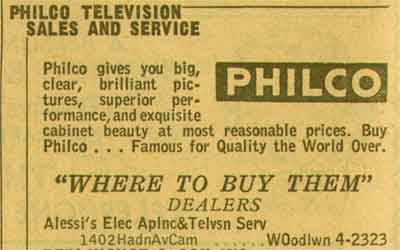 PHILCO TELEVISION
SALES AND SERVICE
Philco gives you big,
clear, brilliant pic-
tures, superior per-
formance, and exquisite
cabinet beauty at most reasonable prices. Buy
Philco . . . Famous for Quality the World Over.
PHILCO
"WHERE TO BUY THEM"
DEALERS
Alessi's Elec Aplnc&Telvsn Serv
1402HadnAvCam ...... WOodlwn 4-2323